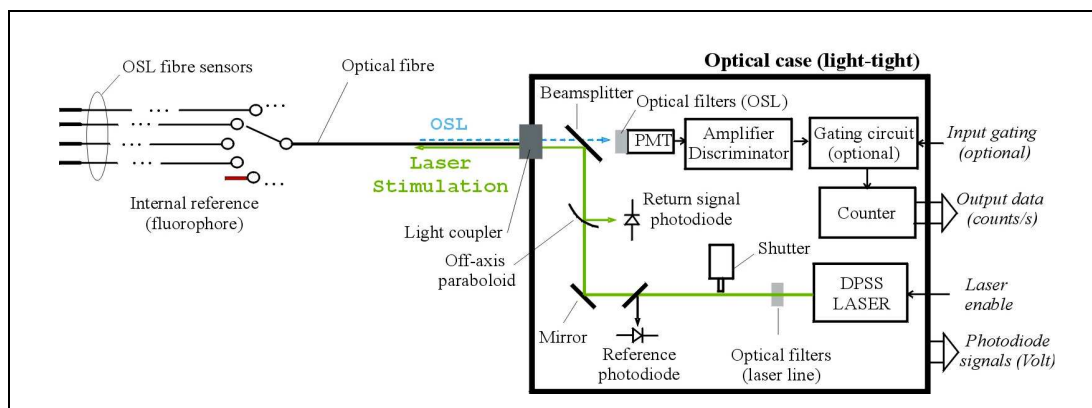 Optical case (light-tight)
OSL fibre sensors
Optical fibre
Beamsplitter
Optical filters (OSL)
OSL
PMT
Amplifier
Discriminator
Gating circuit
(optional)
Input gating
(optional)
Laser
Stimulation
Internal reference
(fluorophore)
Return signal
photodiode
Counter
Output data
(counts/s)
Light coupler
Off-axis
paraboloid
Shutter
DPSS
LASER
Laser
enable
Mirror
Reference
photodiode
Optical filters
(laser line)
Photodiode
signals (Volt)